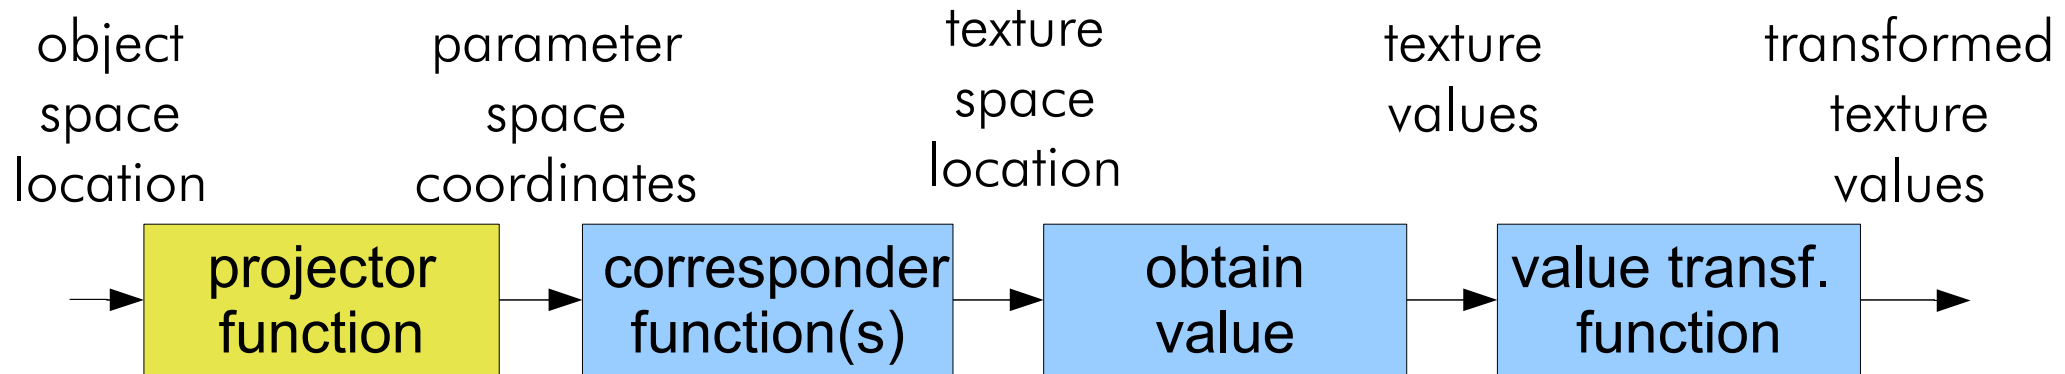 object
space
location
parameter
space
coordinates
texture
space
location
texture
values
transformed
texture
values
projector
function
corresponder
function(s)
obtain
value
value transf.
function